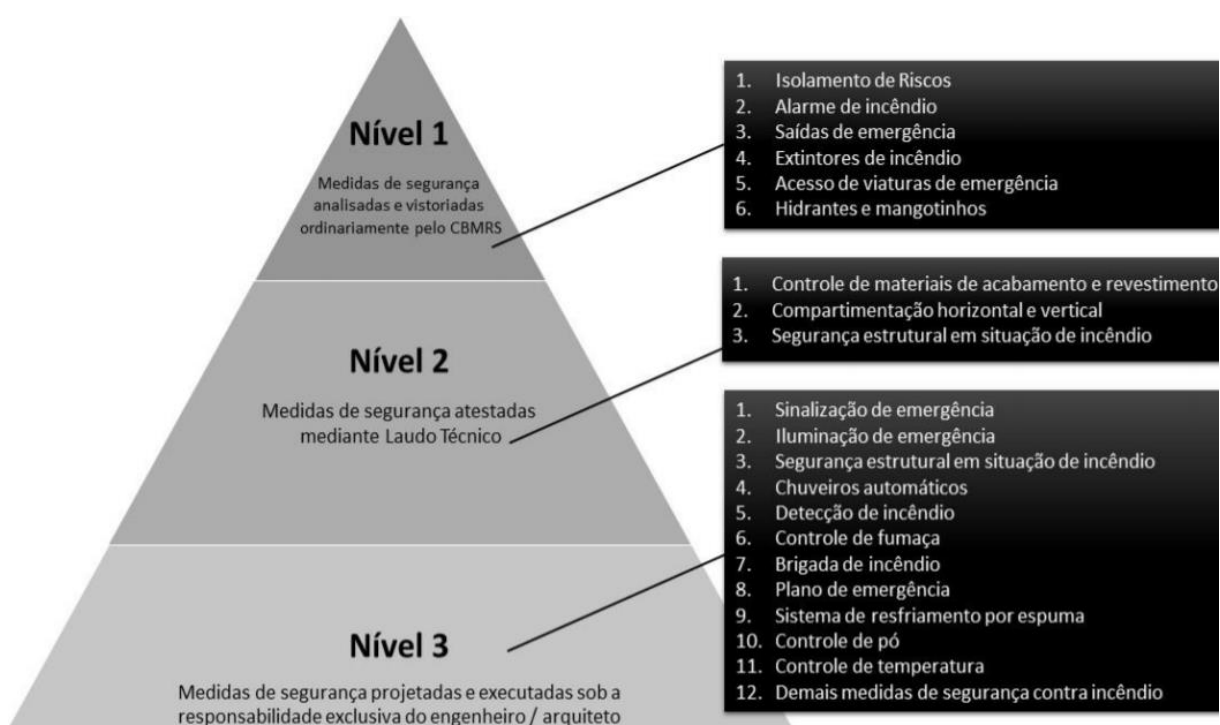 Nível 1
Medidas de segurança
analisadas e vistoriadas
ordinariamente pelo CBMRS
1. Isolamento de Riscos
2. Alarme de incêndio
3. Saídas de emergência
4. Extintores de incêndio
5. Acesso de viaturas de emergência
6. Hidrantes e mangotinhos
Nível 2
Medidas de segurança atestadas
mediante Laudo Técnico
1. Controle de materiais de acabamento e revestimento
2. Compartimentação horizontal e vertical
3. Segurança estrutural em situação de incêndio
Nível 3
Medidas de segurança projetadas e executadas sob a
responsabilidade exclusiva do engenheiro / arquiteto
1. Sinalização de emergência
2. Iluminação de emergência
3. Segurança estrutural em situação de incêndio
4. Chuveiros automáticos
5. Detecção de incêndio
6. Controle de fumaça
7. Brigada de incêndio
8. Plano de emergência
9. Sistema de resfriamento por espuma
10. Controle de pó
11. Controle de temperatura
12. Demais medidas de segurança contra incêndio